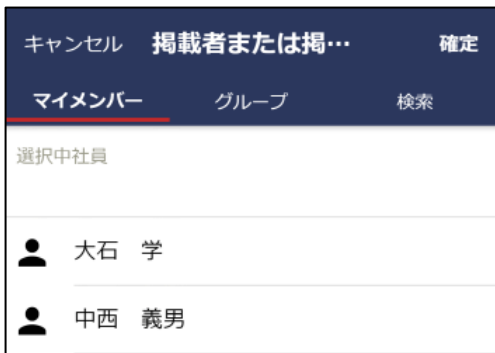 キャンセル 掲載者または掲… 確定
マイメンバー グループ 検索
選択中社員
大石　学
中西　義男